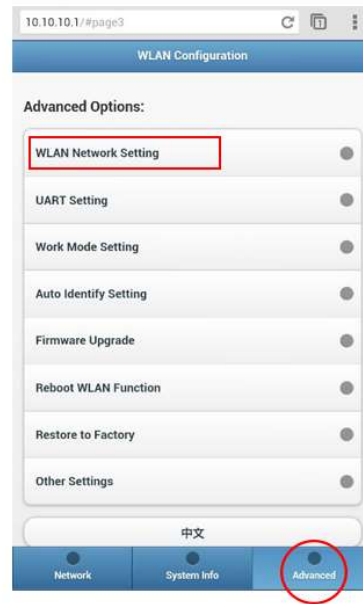 10.10.10.1/#page3
1
WLAN Configuration
Advanced Options:
WLAN Network Setting
UART Setting
Work Mode Setting
Auto Identify Setting
Firmware Upgrade
Reboot WLAN Function
Restore to Factory
Other Settings
中文
Network System Info Advanced